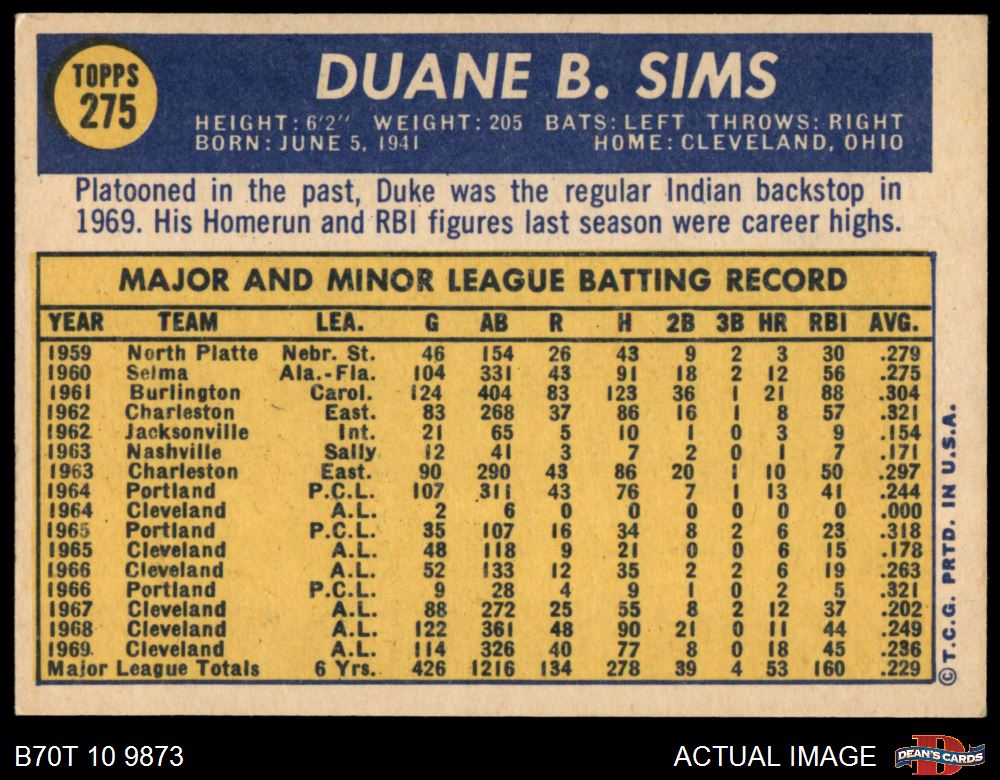 TOPPS
275
DUANE B. SIMS
HEIGHT: 6'2" WEIGHT: 205 BATS: LEFT THROWS: RIGHT
BORN: JUNE 5, 1941 HOME: CLEVELAND, OHIO
Platooned in the past, Duke was the regular Indian backstop in
1969. His Homerun and RBI figures last season were career highs.
MAJOR AND MINOR LEAGUE BATTING RECORD
YEAR TEAM LEA. G AB R H 2B 3B HR RBI AVG.
1959 North Platte Nebr. St. 46 154 26 43 9 2 3 30 .279
1960 Selma Ala.-Fla. 104 331 43 91 18 2 12 56 .275
1961 Burlington Carol. 124 404 83 123 36 1 21 88 .304
1962 Charleston East. 83 268 37 86 16 1 8 57 .321
1962 Jacksonville Int. 21 65 5 10 1 0 3 9 .154
1963 Nashville Sally 12 41 3 7 2 0 1 7 .171
1963 Charleston East. 90 290 43 86 20 1 10 50 .297
1964 Portland P.C.L. 107 311 43 76 7 1 13 41 .244
1964 Cleveland A.L. 2 6 0 0 0 0 0 0 .000
1965 Portland P.C.L. 35 107 16 34 8 2 6 23 .318
1965 Cleveland A.L. 48 118 9 21 0 0 6 15 .178
1966 Cleveland A.L. 52 133 12 35 2 2 6 19 .263
1966 Portland P.C.L. 9 28 4 9 1 0 2 5 .321
1967 Cleveland A.L. 88 272 25 55 8 2 12 37 .202
1968 Cleveland A.L. 122 361 48 90 21 0 11 44 .249
1969 Cleveland A.L. 114 326 40 77 8 0 18 45 .236
Major League Totals 6 Yrs. 426 1216 134 278 39 4 53 160 .229
©T.C.G. PRTD. IN U.S.A.
B70T 10 9873 ACTUAL IMAGE
D
DEAN'S CARDS